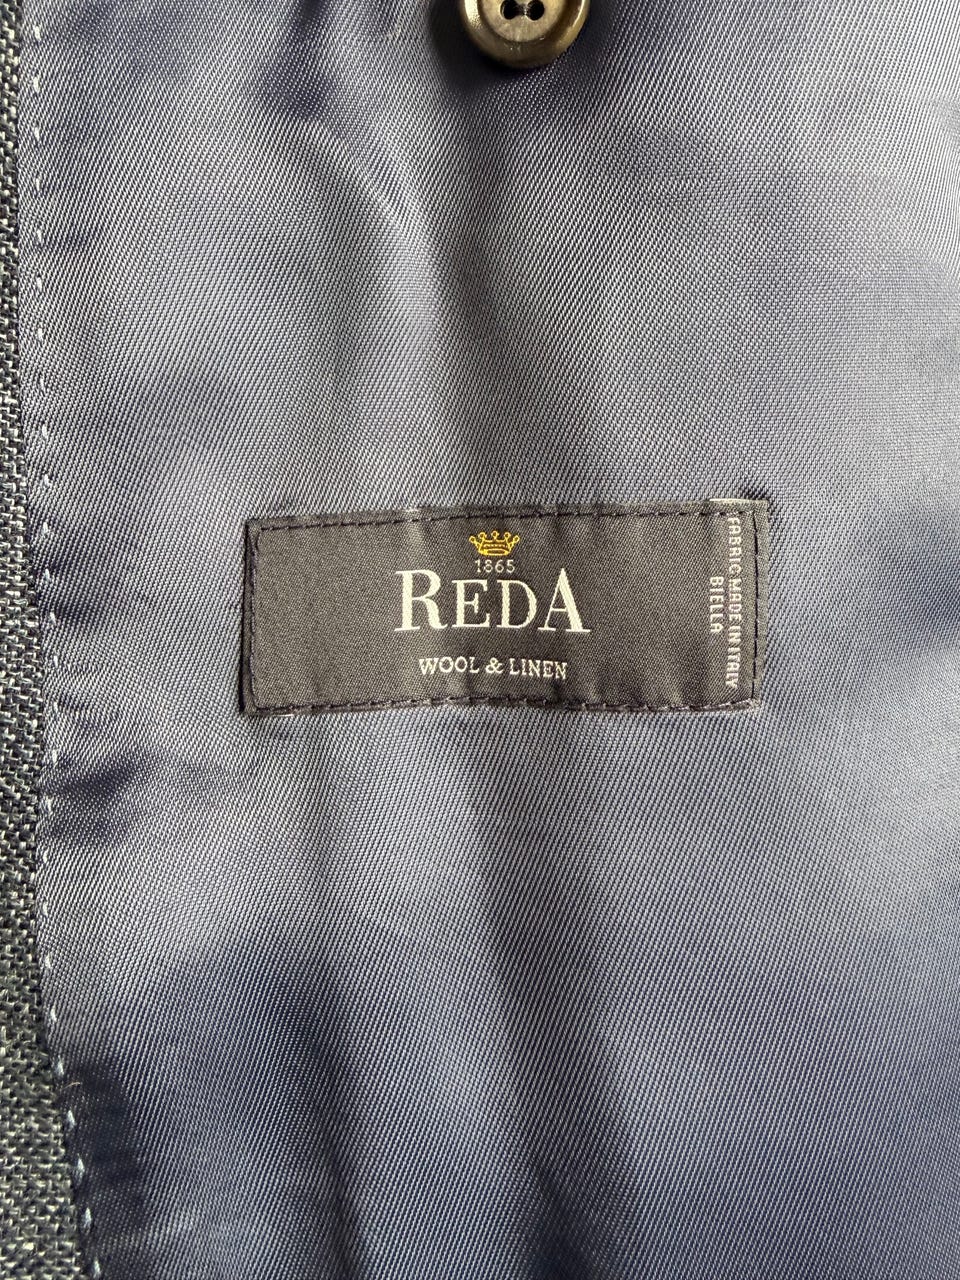 1865
REDA
WOOL & LINEN
FABRIC MADE IN ITALY
BIELLA